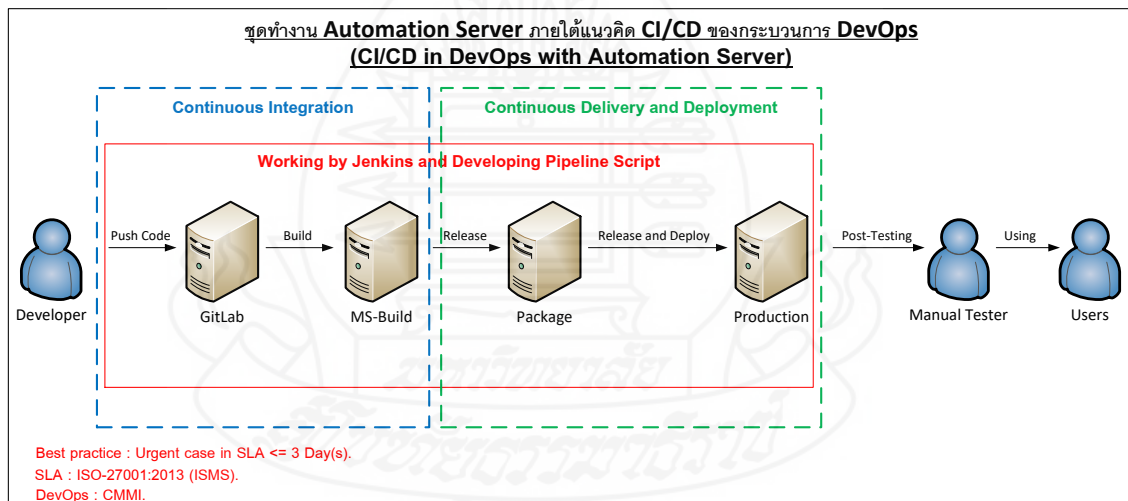 ชุดทำงาน Automation Server ภายใต้แนวคิด CI/CD ของกระบวนการ DevOps
(CI/CD in DevOps with Automation Server)
Continuous Integration
Continuous Delivery and Deployment
Working by Jenkins and Developing Pipeline Script
Push Code
Build
Release
Release and Deploy
Post-Testing
Using
Developer
GitLab
MS-Build
Package
Production
Manual Tester
Users
Best practice : Urgent case in SLA <= 3 Day(s).
SLA : ISO-27001:2013 (ISMS).
DevOps : CMMI.